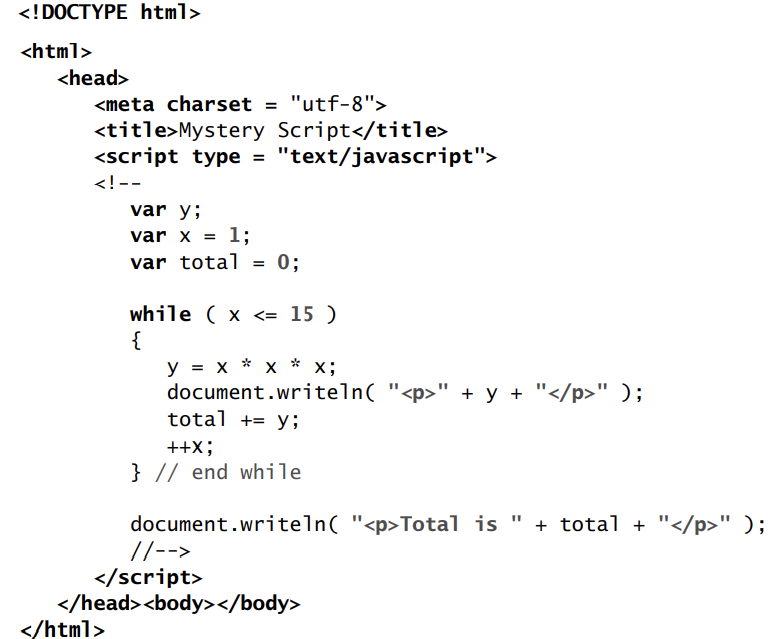 <!DOCTYPE html>
<html>
<head>
<meta charset = "utf-8">
<title>Mystery Script</title>
<script type = "text/javascript">
<!--
var y;
var x = 1;
var total = 0;
while ( x <= 15 )
{
y = x * x * x;
document.writeln( "<p>" + y + "</p>" );
total += y;
++x;
} // end while
document.writeln( "<p>Total is " + total + "</p>" );
//-->
</script>
</head><body></body>
</html>